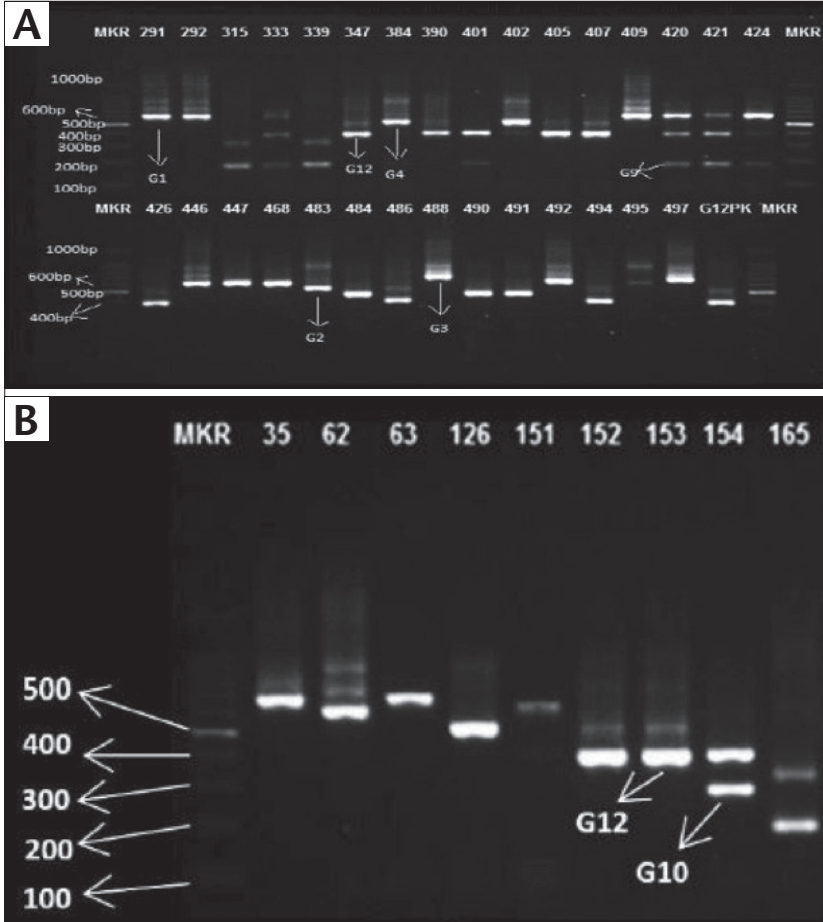 A
MKR 291 292 315 333 339 347 384 390 401 402 405 407 409 420 421 424 MKR
1000bp
600bp
500bp
400bp
300bp
200bp
100bp
G1 G12 G4 G9
MKR 426 446 447 468 483 484 486 488 490 491 492 494 495 497 G12PK MKR
1000bp
600bp
500bp
400bp
G2 G3
B
MKR 35 62 63 126 151 152 153 154 165
500
400
300
200
100
G12
G10